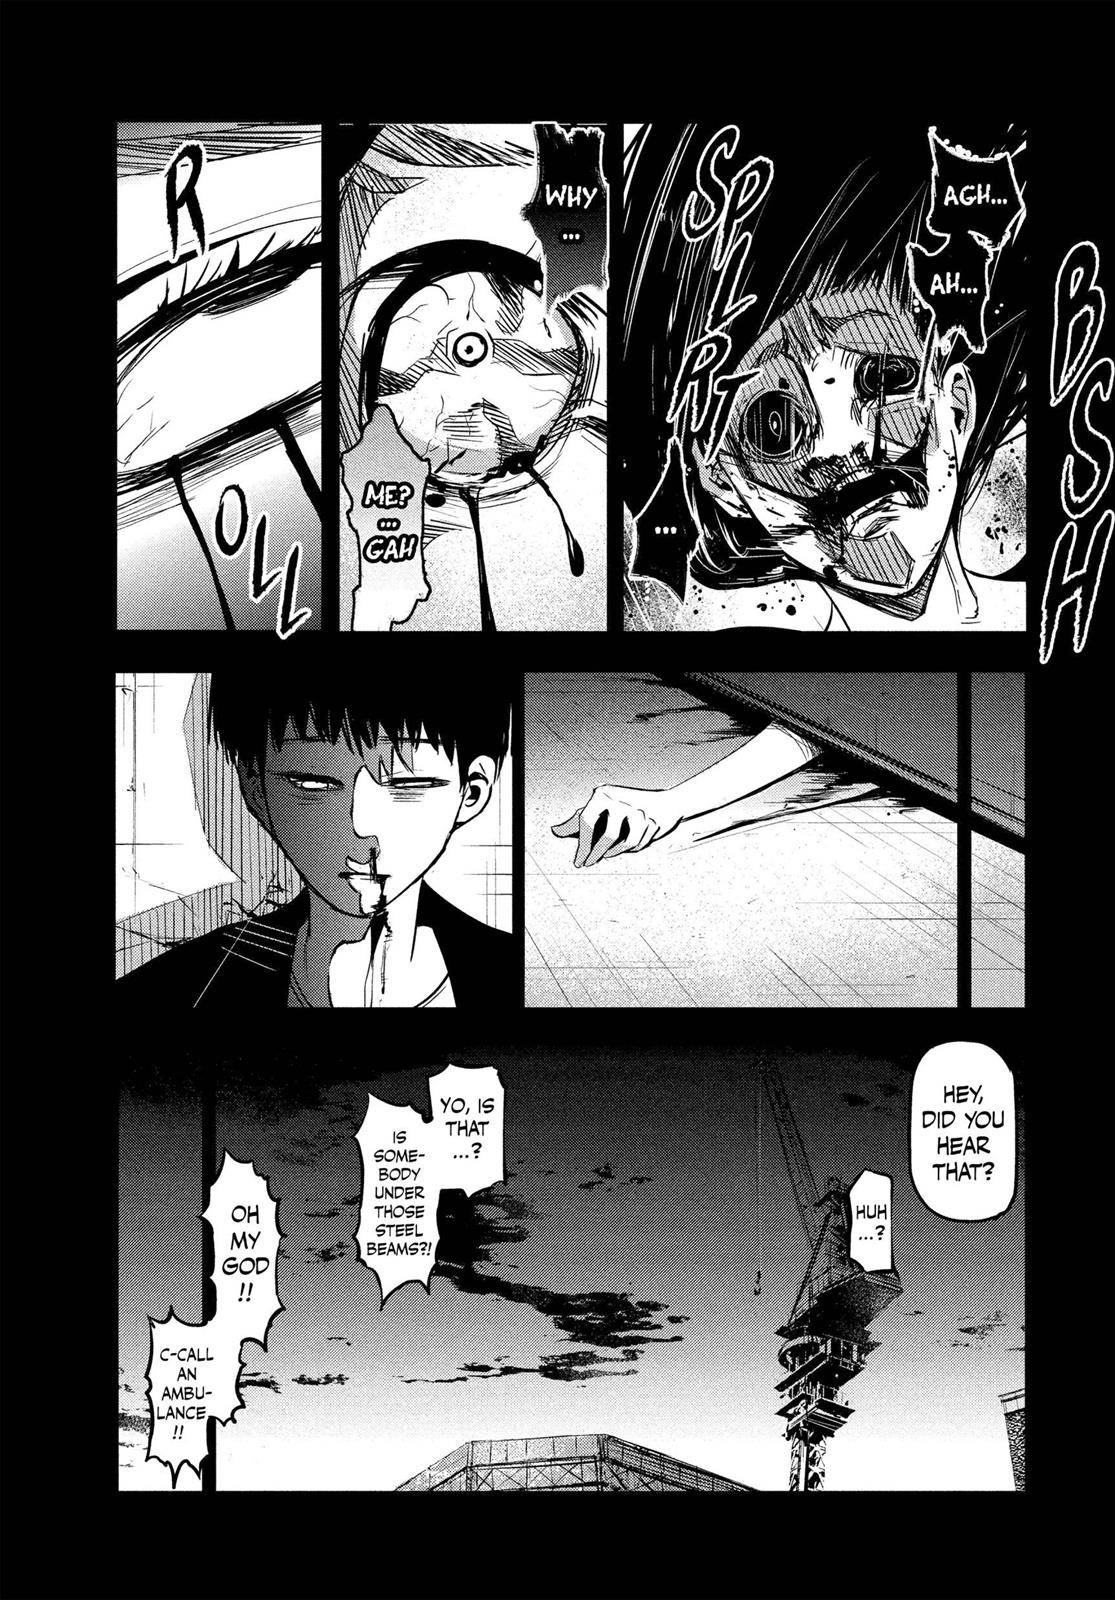 AGH...
AH...
BSH
SPLRT
...
WHY
...
ME?
...
GAH
ROLL
HEY,
DID YOU
HEAR
THAT?
HUH
...?
YO, IS
THAT
...?
IS
SOME-
BODY
UNDER
THOSE
STEEL
BEAMS?!
OH
MY
GOD
!!
C-CALL
AN
AMBU-
LANCE
!!